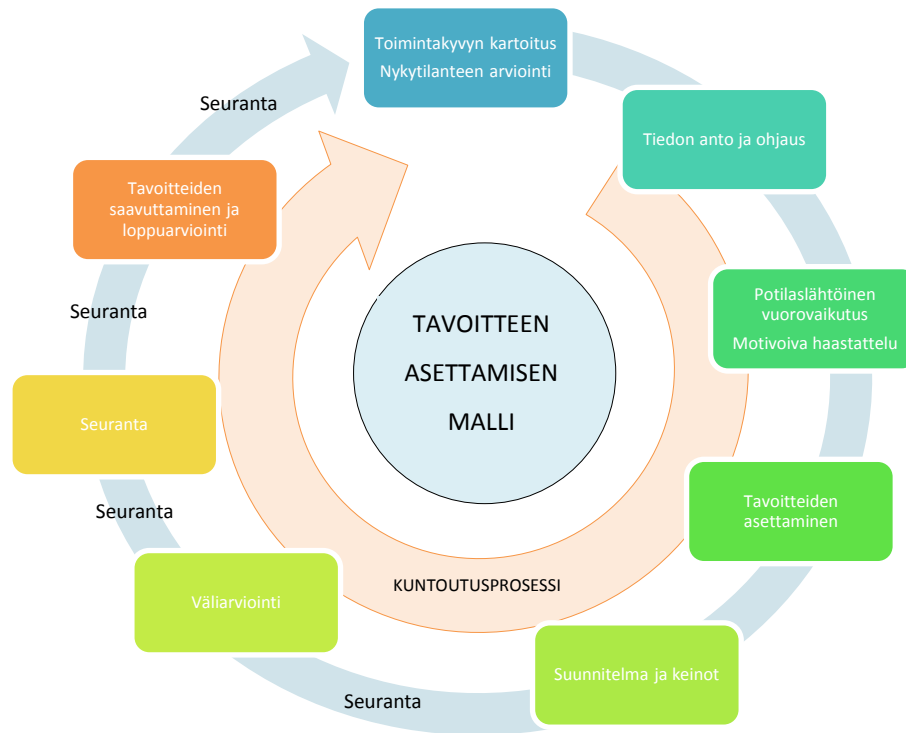 Toimintakyvyn kartoitus
Nykytilanteen arviointi
Tiedon anto ja ohjaus
Potilaslähtöinen
vuorovaikutus
Motivoiva haastattelu
Tavoitteiden
asettaminen
Suunnitelma ja keinot
Seuranta
Väliarviointi
Seuranta
Seuranta
Seuranta
Tavoitteiden
saavuttaminen ja
loppuarviointi
Seuranta
TAVOITTEEN
ASETTAMISEN
MALLI
KUNTOUTUSPROSESSI